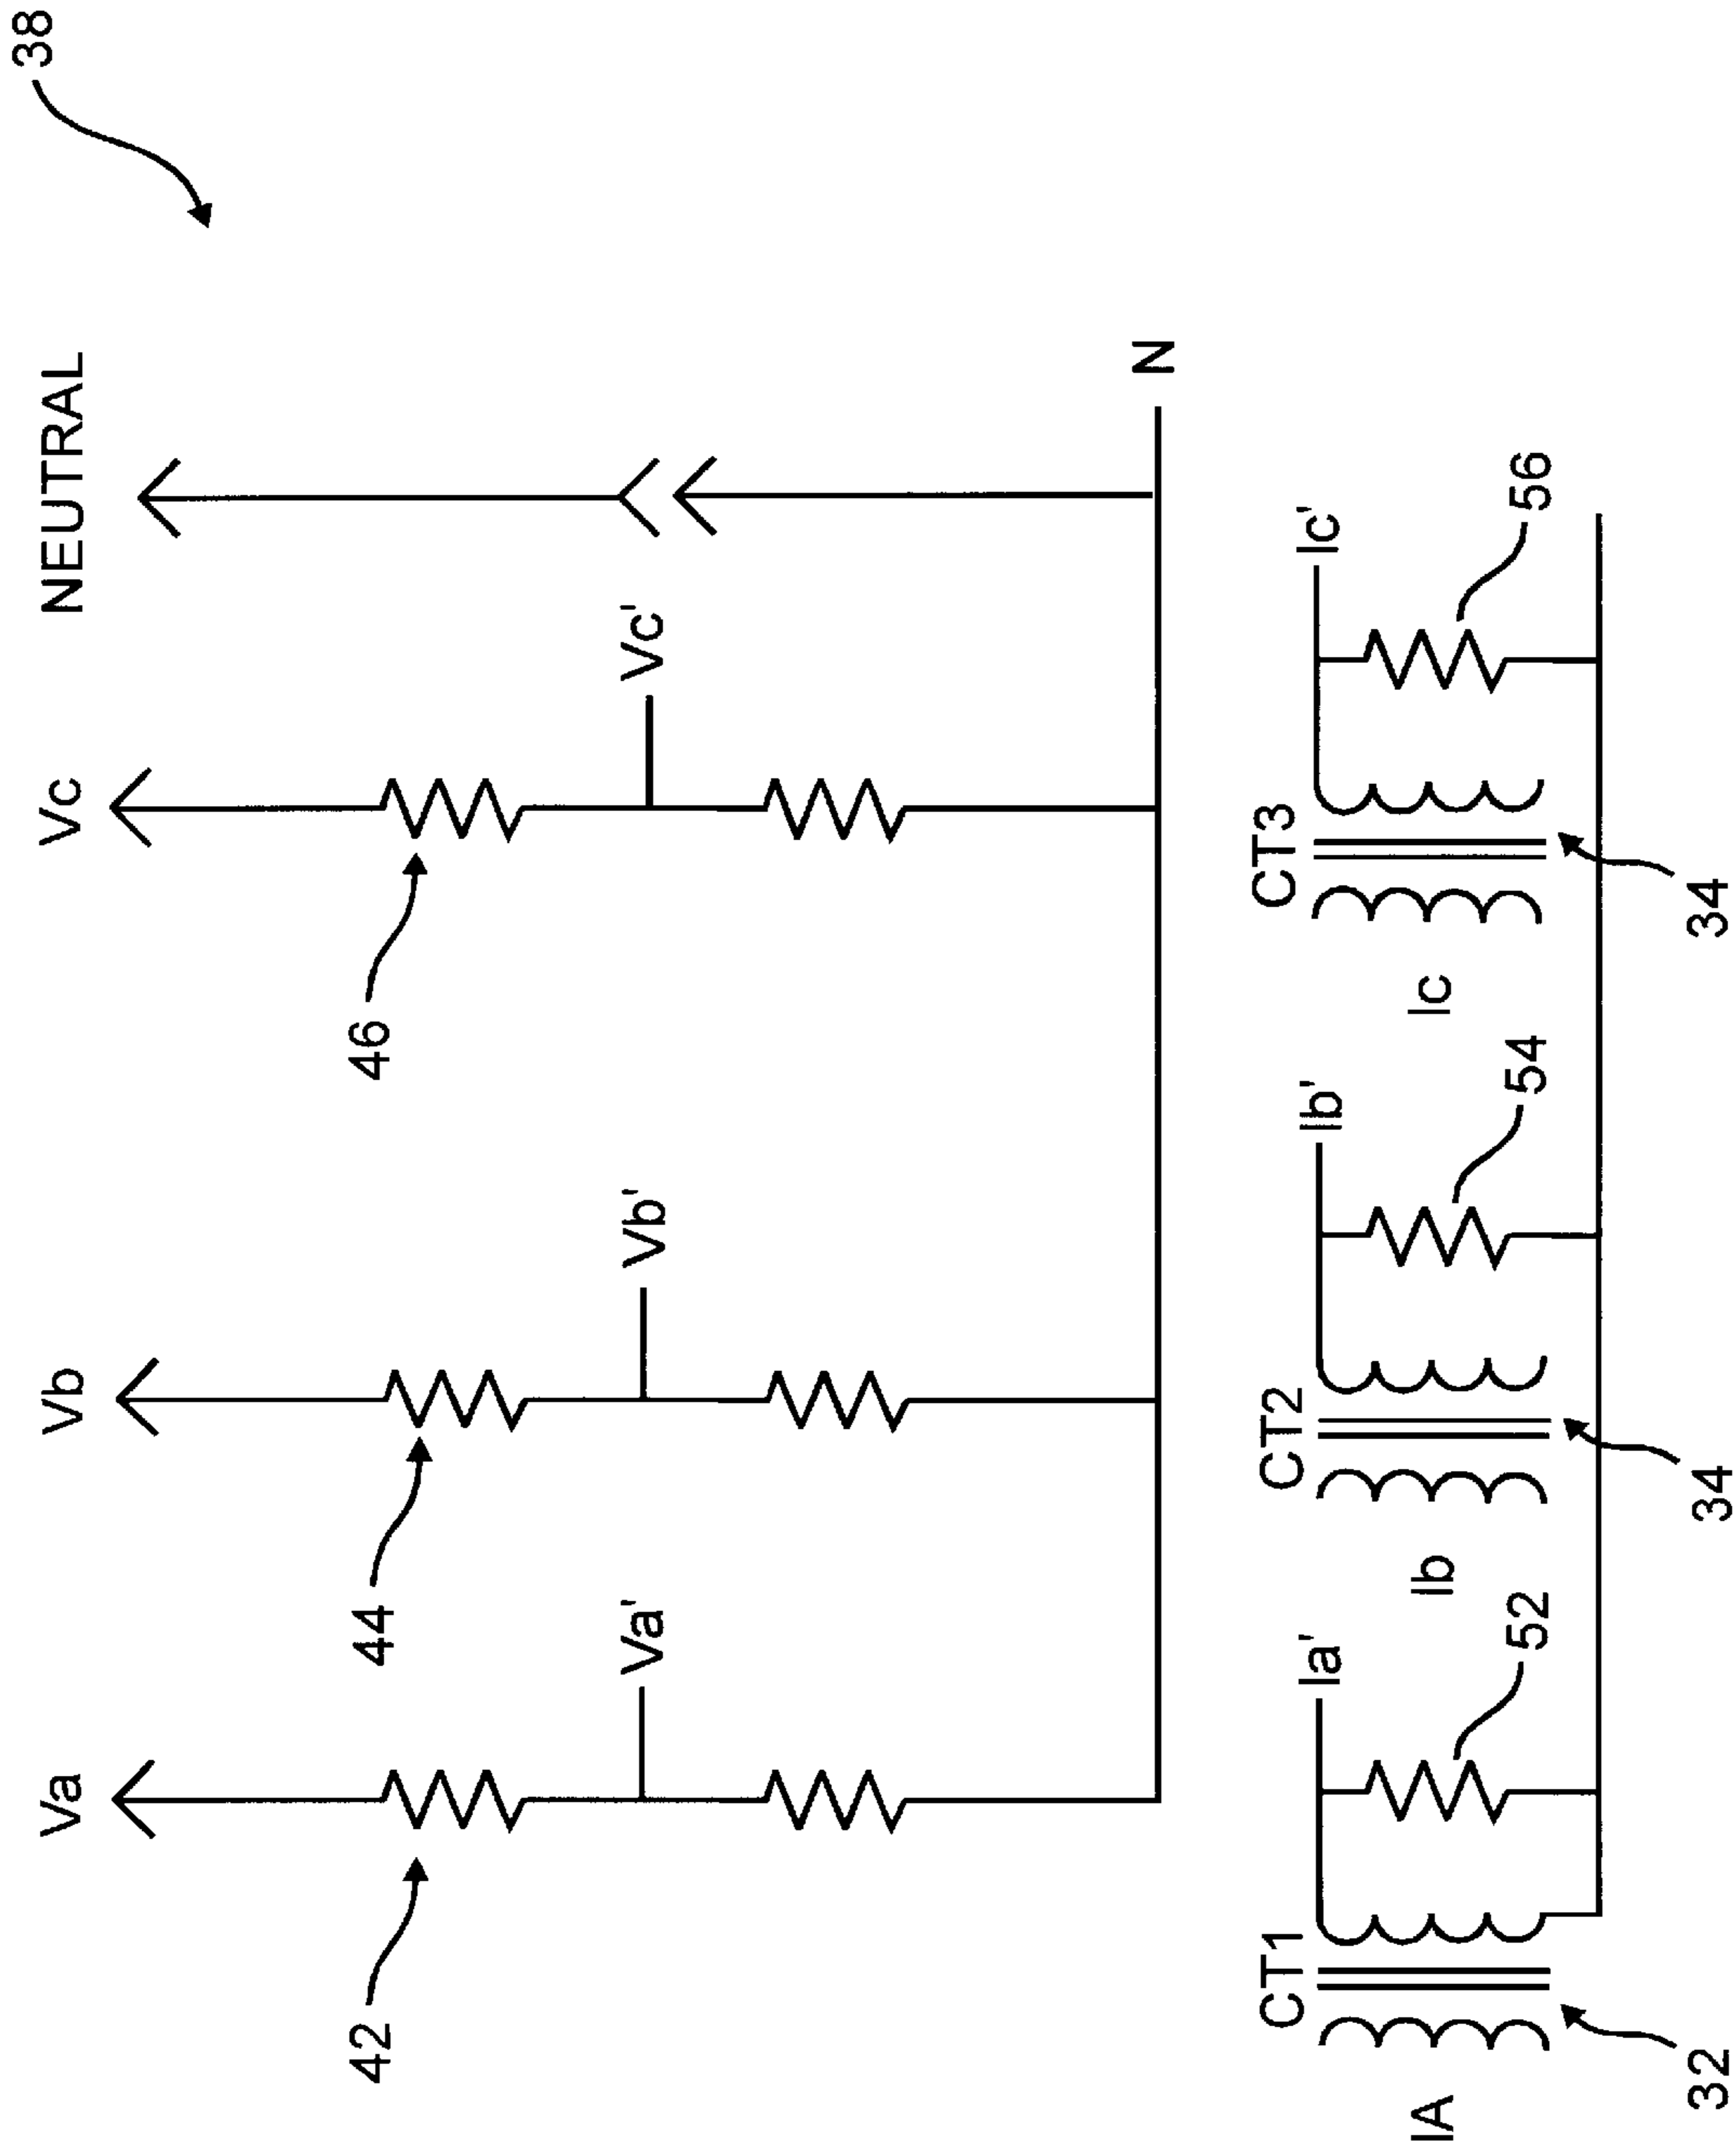 38
Va
Vb
Vc
NEUTRAL
42
44
46
Va'
Vb'
Vc'
N
CT1
Ia'
CT2
Ib'
CT3
Ic'
IA
Ib
Ic
52
54
56
32
34
34